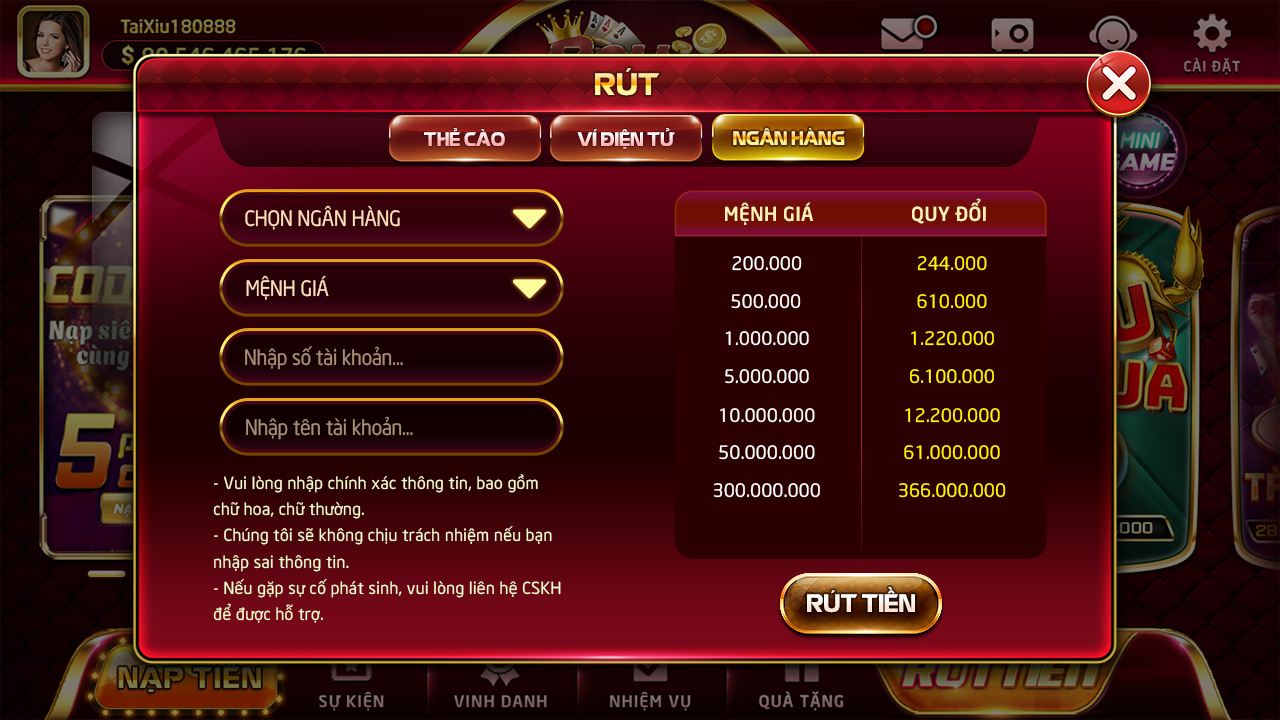 TaiXiu180888
CÀI ĐẶT
RÚT
THẺ CÀO
VÍ ĐIỆN TỬ
NGÂN HÀNG
MINI
GAME
CHỌN NGÂN HÀNG
MỆNH GIÁ
Nhập số tài khoản...
Nhập tên tài khoản...
- Vui lòng nhập chính xác thông tin, bao gồm
chữ hoa, chữ thường.
- Chúng tôi sẽ không chịu trách nhiệm nếu bạn
nhập sai thông tin.
- Nếu gặp sự cố phát sinh, vui lòng liên hệ CSKH
để được hỗ trợ.
MỆNH GIÁ QUY ĐỔI
200.000 244.000
500.000 610.000
1.000.000 1.220.000
5.000.000 6.100.000
10.000.000 12.200.000
50.000.000 61.000.000
300.000.000 366.000.000
RÚT TIỀN
Nạp siê
cùng
5
NẠP TIỀN
SỰ KIỆN
VINH DANH
NHIỆM VỤ
QUÀ TẶNG
RÚT TIỀN